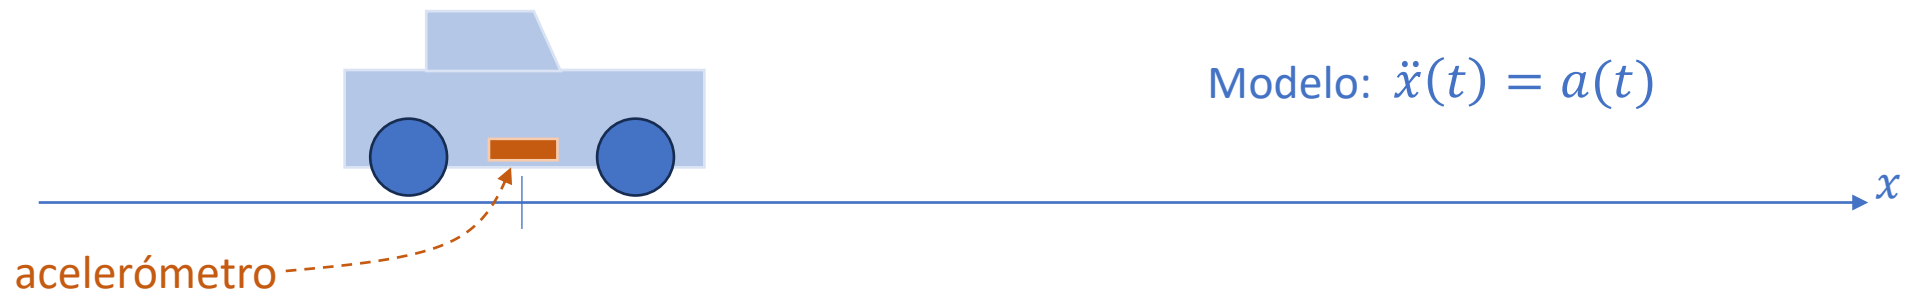 Modelo: ẍ(t) = a(t)
x
acelerómetro